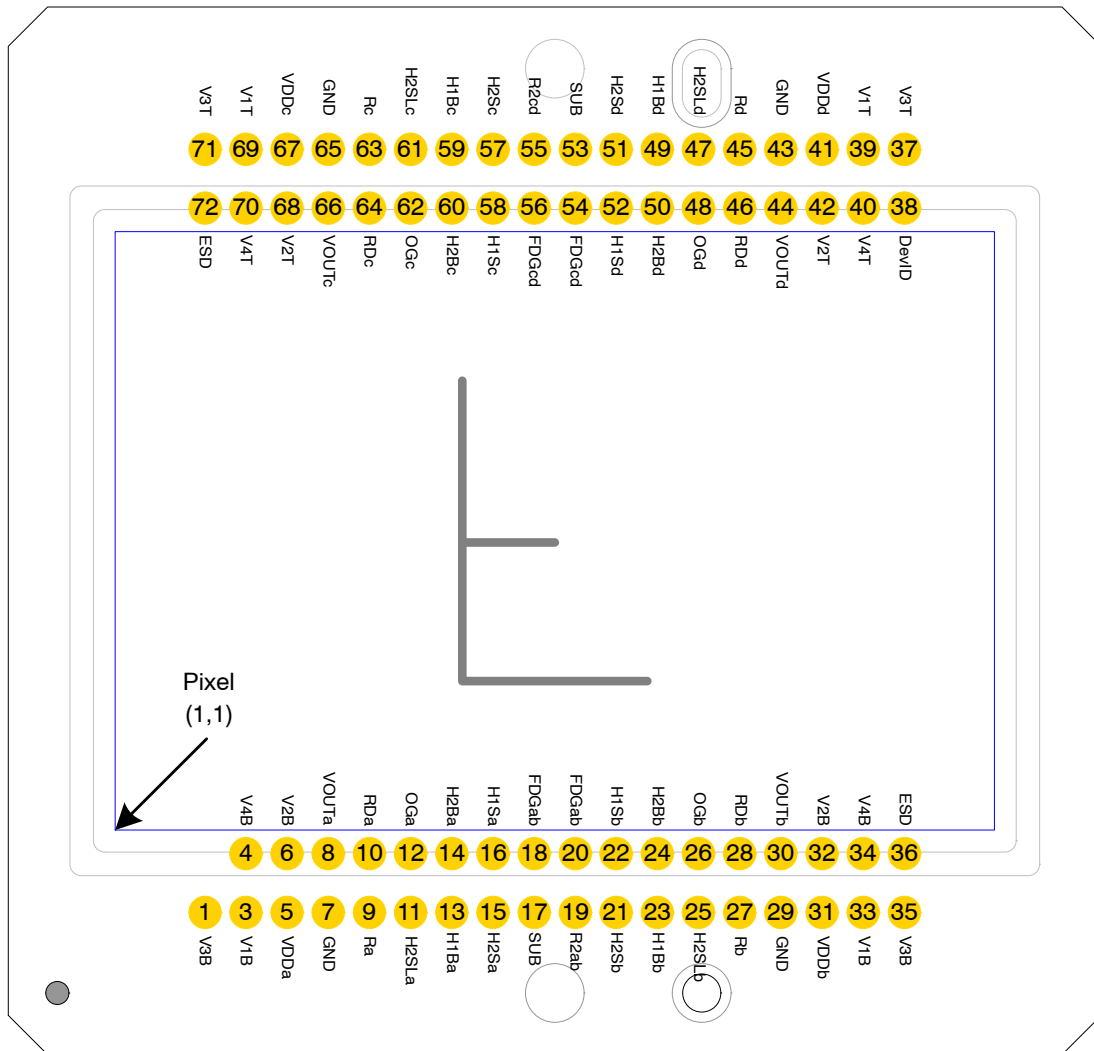 V3T V1T VDDc GND Rc H2SLc H1Bc H2Sc R2cd SUB H2Sd H1Bd H2SLd Rd GND VDDd V1T V3T
71 69 67 65 63 61 59 57 55 53 51 49 47 45 43 41 39 37
72 70 68 66 64 62 60 58 56 54 52 50 48 46 44 42 40 38
ESD V4T V2T VOUTc RDc OGc H2Bc H1Sc FDGcd FDGcd H1Sd H2Bd OGd RDd VOUTd V2T V4T DevID
Pixel
(1,1)
V4B V2B VOUTa RDa OGa H2Ba H1Sa FDGab FDGab H1Sb H2Bb OGb RDb VOUTb V2B V4B ESD
4 6 8 10 12 14 16 18 20 22 24 26 28 30 32 34 36
1 3 5 7 9 11 13 15 17 19 21 23 25 27 29 31 33 35
V3B V1B VDDa GND Ra H2SLa H1Ba H2Sa SUB R2ab H2Sb H1Bb H2SLb Rb GND VDDb V1B V3B